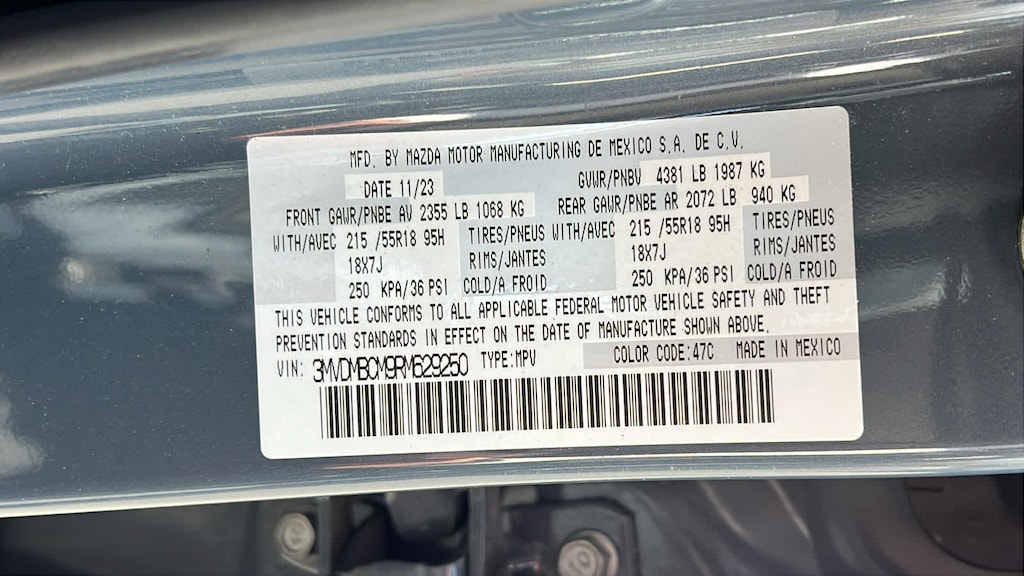 MFD. BY MAZDA MOTOR MANUFACTURING DE MEXICO S.A. DE C.V.
DATE 11/23 GVWR/PNBV 4381 LB 1987 KG
FRONT GAWR/PNBE AV 2355 LB 1068 KG REAR GAWR/PNBE AR 2072 LB 940 KG
WITH/AVEC 215 /55R18 95H TIRES/PNEUS WITH/AVEC 215 /55R18 95H TIRES/PNEUS
18X7J RIMS/JANTES 18X7J RIMS/JANTES
250 KPA/36 PSI COLD/A FROID 250 KPA/36 PSI COLD/A FROID
THIS VEHICLE CONFORMS TO ALL APPLICABLE FEDERAL MOTOR VEHICLE SAFETY AND THEFT
PREVENTION STANDARDS IN EFFECT ON THE DATE OF MANUFACTURE SHOWN ABOVE.
VIN: 3MVDMBCM9RM629250 TYPE:MPV COLOR CODE:47C MADE IN MEXICO